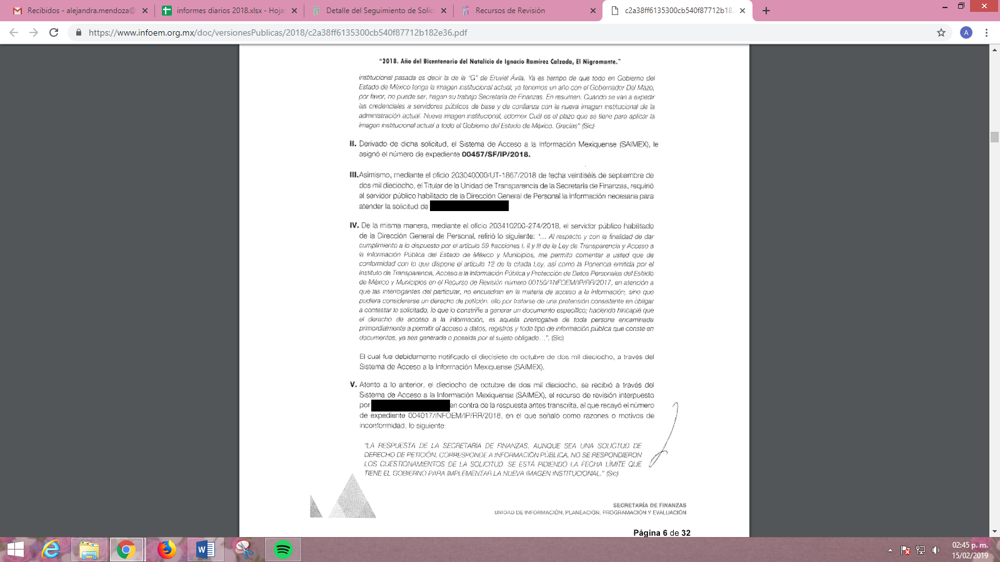 Recibidos - alejandra.mendoza@
informes diarios 2018.xlsx - Hoja
Detalle del Seguimiento de Solic
Recursos de Revisión
c2a38ff6135300cb540f87712b18
https://www.infoem.org.mx/doc/versionesPublicas/2018/c2a38ff6135300cb540f87712b182e36.pdf
A
"2018. Año del Bicentenario del Natalicio de Ignacio Ramírez Calzada, El Nigromante."
institucional pasada es decir la de la "G" de Eruviel Ávila. Ya es tiempo de que todo en Gobierno del
Estado de México tenga la imagen institucional actual, ya tenemos un año con el Gobernador Del Mazo,
por favor, no puede ser, hagan su trabajo Secretaría de Finanzas. En resumen: Cuando se van a expedir
las credenciales a servidores públicos de base y de confianza con la nueva imagen institucional de la
administración actual. Nueva imagen institucional, edomex Cuál es el plazo que se tiene para aplicar la
imagen institucional actual a todo el Gobierno del Estado de México. Gracias" (Sic)
II. Derivado de dicha solicitud, el Sistema de Acceso a la Información Mexiquense (SAIMEX), le
asignó el número de expediente 00457/SF/IP/2018.
III. Asimismo, mediante el oficio 203040000/UT-1867/2018 de fecha veintiséis de septiembre de
dos mil dieciocho, el Titular de la Unidad de Transparencia de la Secretaría de Finanzas, requirió
al servidor público habilitado de la Dirección General de Personal la información necesaria para
atender la solicitud de
IV. De la misma manera, mediante el oficio 203410200-274/2018, el servidor público habilitado
de la Dirección General de Personal, refirió lo siguiente: "... Al respecto y con la finalidad de dar
cumplimiento a lo dispuesto por el artículo 59 fracciones I, II y III de la Ley de Transparencia y Acceso a
la Información Pública del Estado de México y Municipios, me permito comentar a usted que de
conformidad con lo que dispone el artículo 12 de la citada Ley, así como la Ponencia emitida por el
Instituto de Transparencia, Acceso a la Información Pública y Protección de Datos Personales del Estado
de México y Municipios en el Recurso de Revisión número 00150/1NFOEM/IP/RR/2017, en atención a
que las interrogantes del particular, no encuadran en la materia de acceso a la información, sino que
pudiera considerarse un derecho de petición, ello por tratarse de una pretensión consistente en obligar
a contestar lo solicitado, lo que lo constriñe a generar un documento específico; haciendo hincapié que
el derecho de acceso a la información, es aquella prerrogativa de toda persona encaminada
primordialmente a permitir el acceso a datos, registros y todo tipo de información pública que conste en
documentos, ya sea generada o poseída por el sujeto obligado...". (Sic)
El cual fue debidamente notificado el diecisiete de octubre de dos mil dieciocho, a través del
Sistema de Acceso a la Información Mexiquense (SAIMEX).
V. Atento a lo anterior, el dieciocho de octubre de dos mil dieciocho, se recibió a través del
Sistema de Acceso a la Información Mexiquense (SAIMEX), el recurso de revisión interpuesto
por en contra de la respuesta antes transcrita, al que recayó el número
de expediente 004017/INFOEM/IP/RR/2018, en el que señaló como razones o motivos de
inconformidad, lo siguiente:
"LA RESPUESTA DE LA SECRETARÍA DE FINANZAS, AUNQUE SEA UNA SOLICITUD DE
DERECHO DE PETICIÓN, CORRESPONDE A INFORMACIÓN PÚBLICA, NO SE RESPONDIERON
LOS CUESTIONAMIENTOS DE LA SOLICITUD, SE ESTÁ PIDIENDO LA FECHA LÍMITE QUE
TIENE EL GOBIERNO PARA IMPLEMENTAR LA NUEVA IMAGEN INSTITUCIONAL." (Sic)
SECRETARÍA DE FINANZAS
UNIDAD DE INFORMACIÓN, PLANEACIÓN, PROGRAMACIÓN Y EVALUACIÓN
Página 6 de 32
02:45 p. m.
15/02/2019